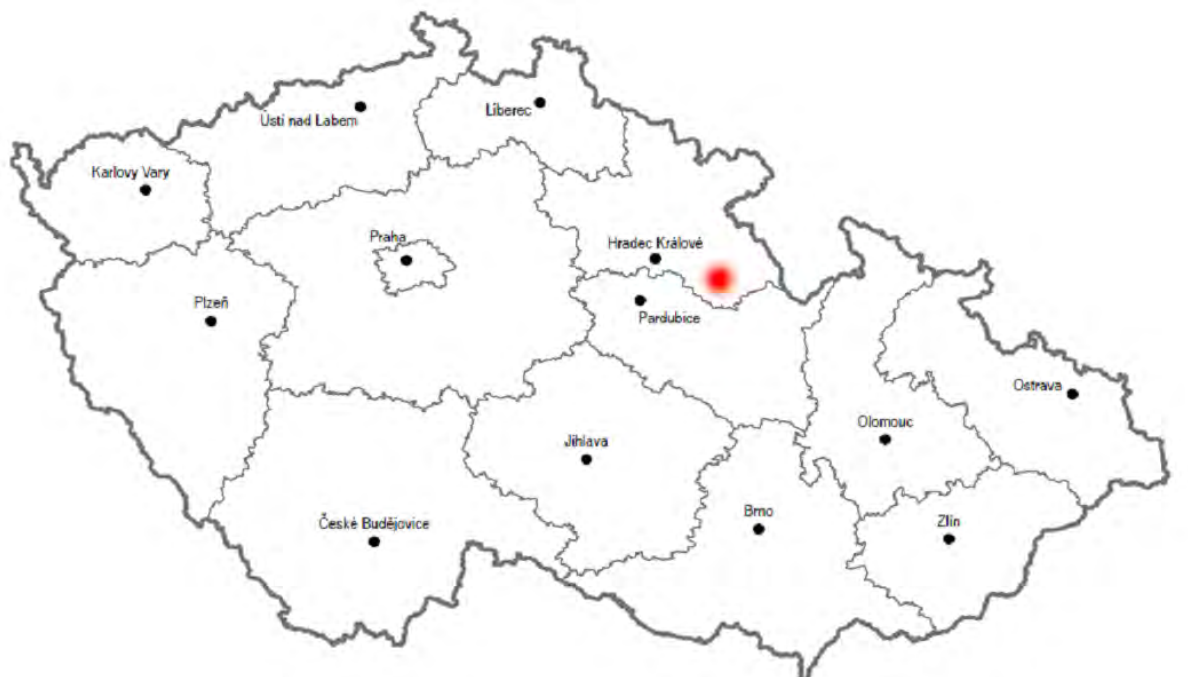 Liberec
Ústí nad Labem
Karlovy Vary
Praha
Hradec Králové
Plzeň
Pardubice
Ostrava
Olomouc
Jihlava
Brno
České Budějovice
Zlín